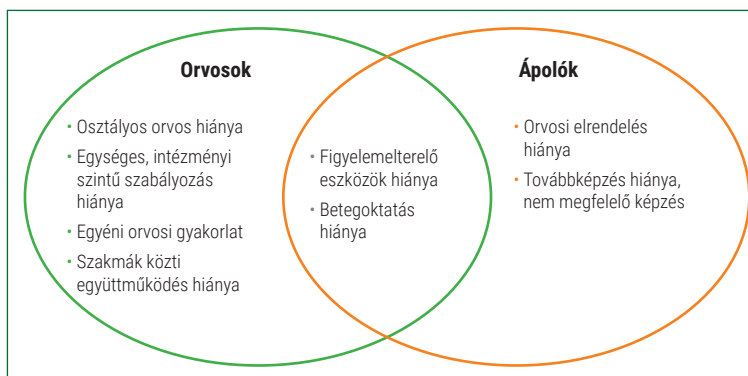 Orvosok
• Osztályos orvos hiánya
• Egységes, intézményi
szintű szabályozás
hiánya
• Egyéni orvosi gyakorlat
• Szakmák közti
együttműködés hiánya
• Figyelemelterelő
eszközök hiánya
• Betegoktatás
hiánya
Ápolók
• Orvosi elrendelés
hiánya
• Továbbképzés hiánya,
nem megfelelő képzés